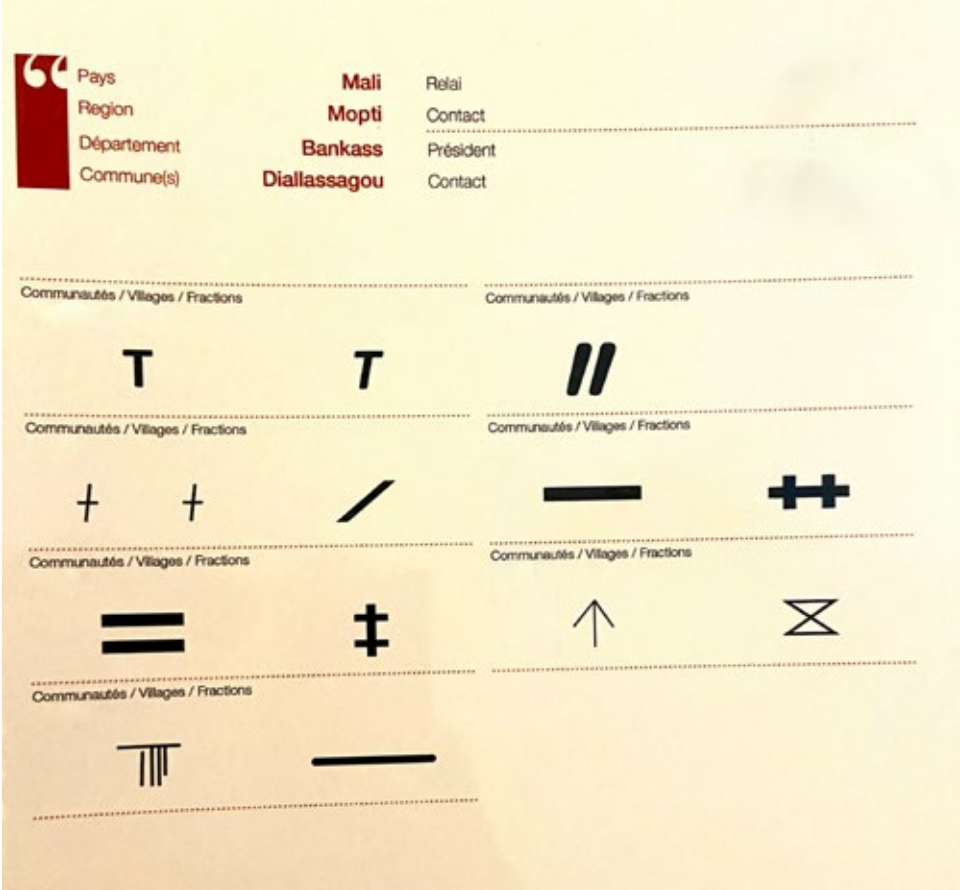 Pays Mali Relai
Region Mopti Contact
Département Bankass Président
Commune(s) Diallassagou Contact
Communautés / Villages / Fractions Communautés / Villages / Fractions
T T //
Communautés / Villages / Fractions Communautés / Villages / Fractions
Communautés / Villages / Fractions Communautés / Villages / Fractions
Communautés / Villages / Fractions